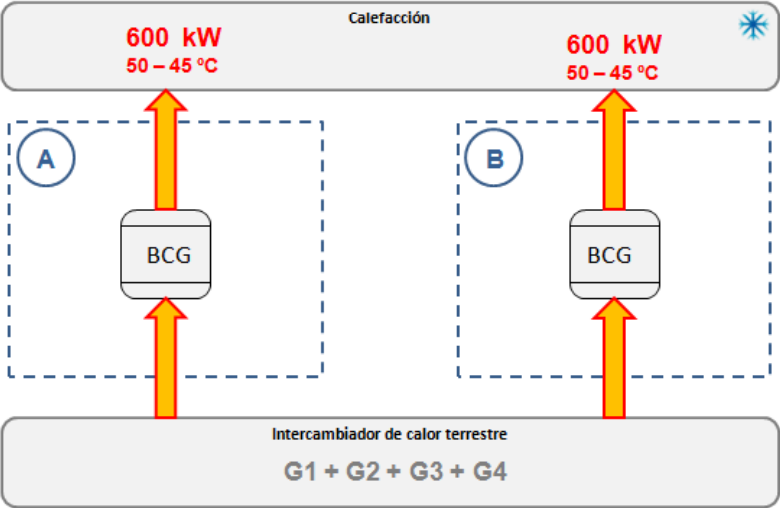 Calefacción
600 kW
50 – 45 ºC
600 kW
50 – 45 ºC
A
B
BCG
BCG
Intercambiador de calor terrestre
G1 + G2 + G3 + G4